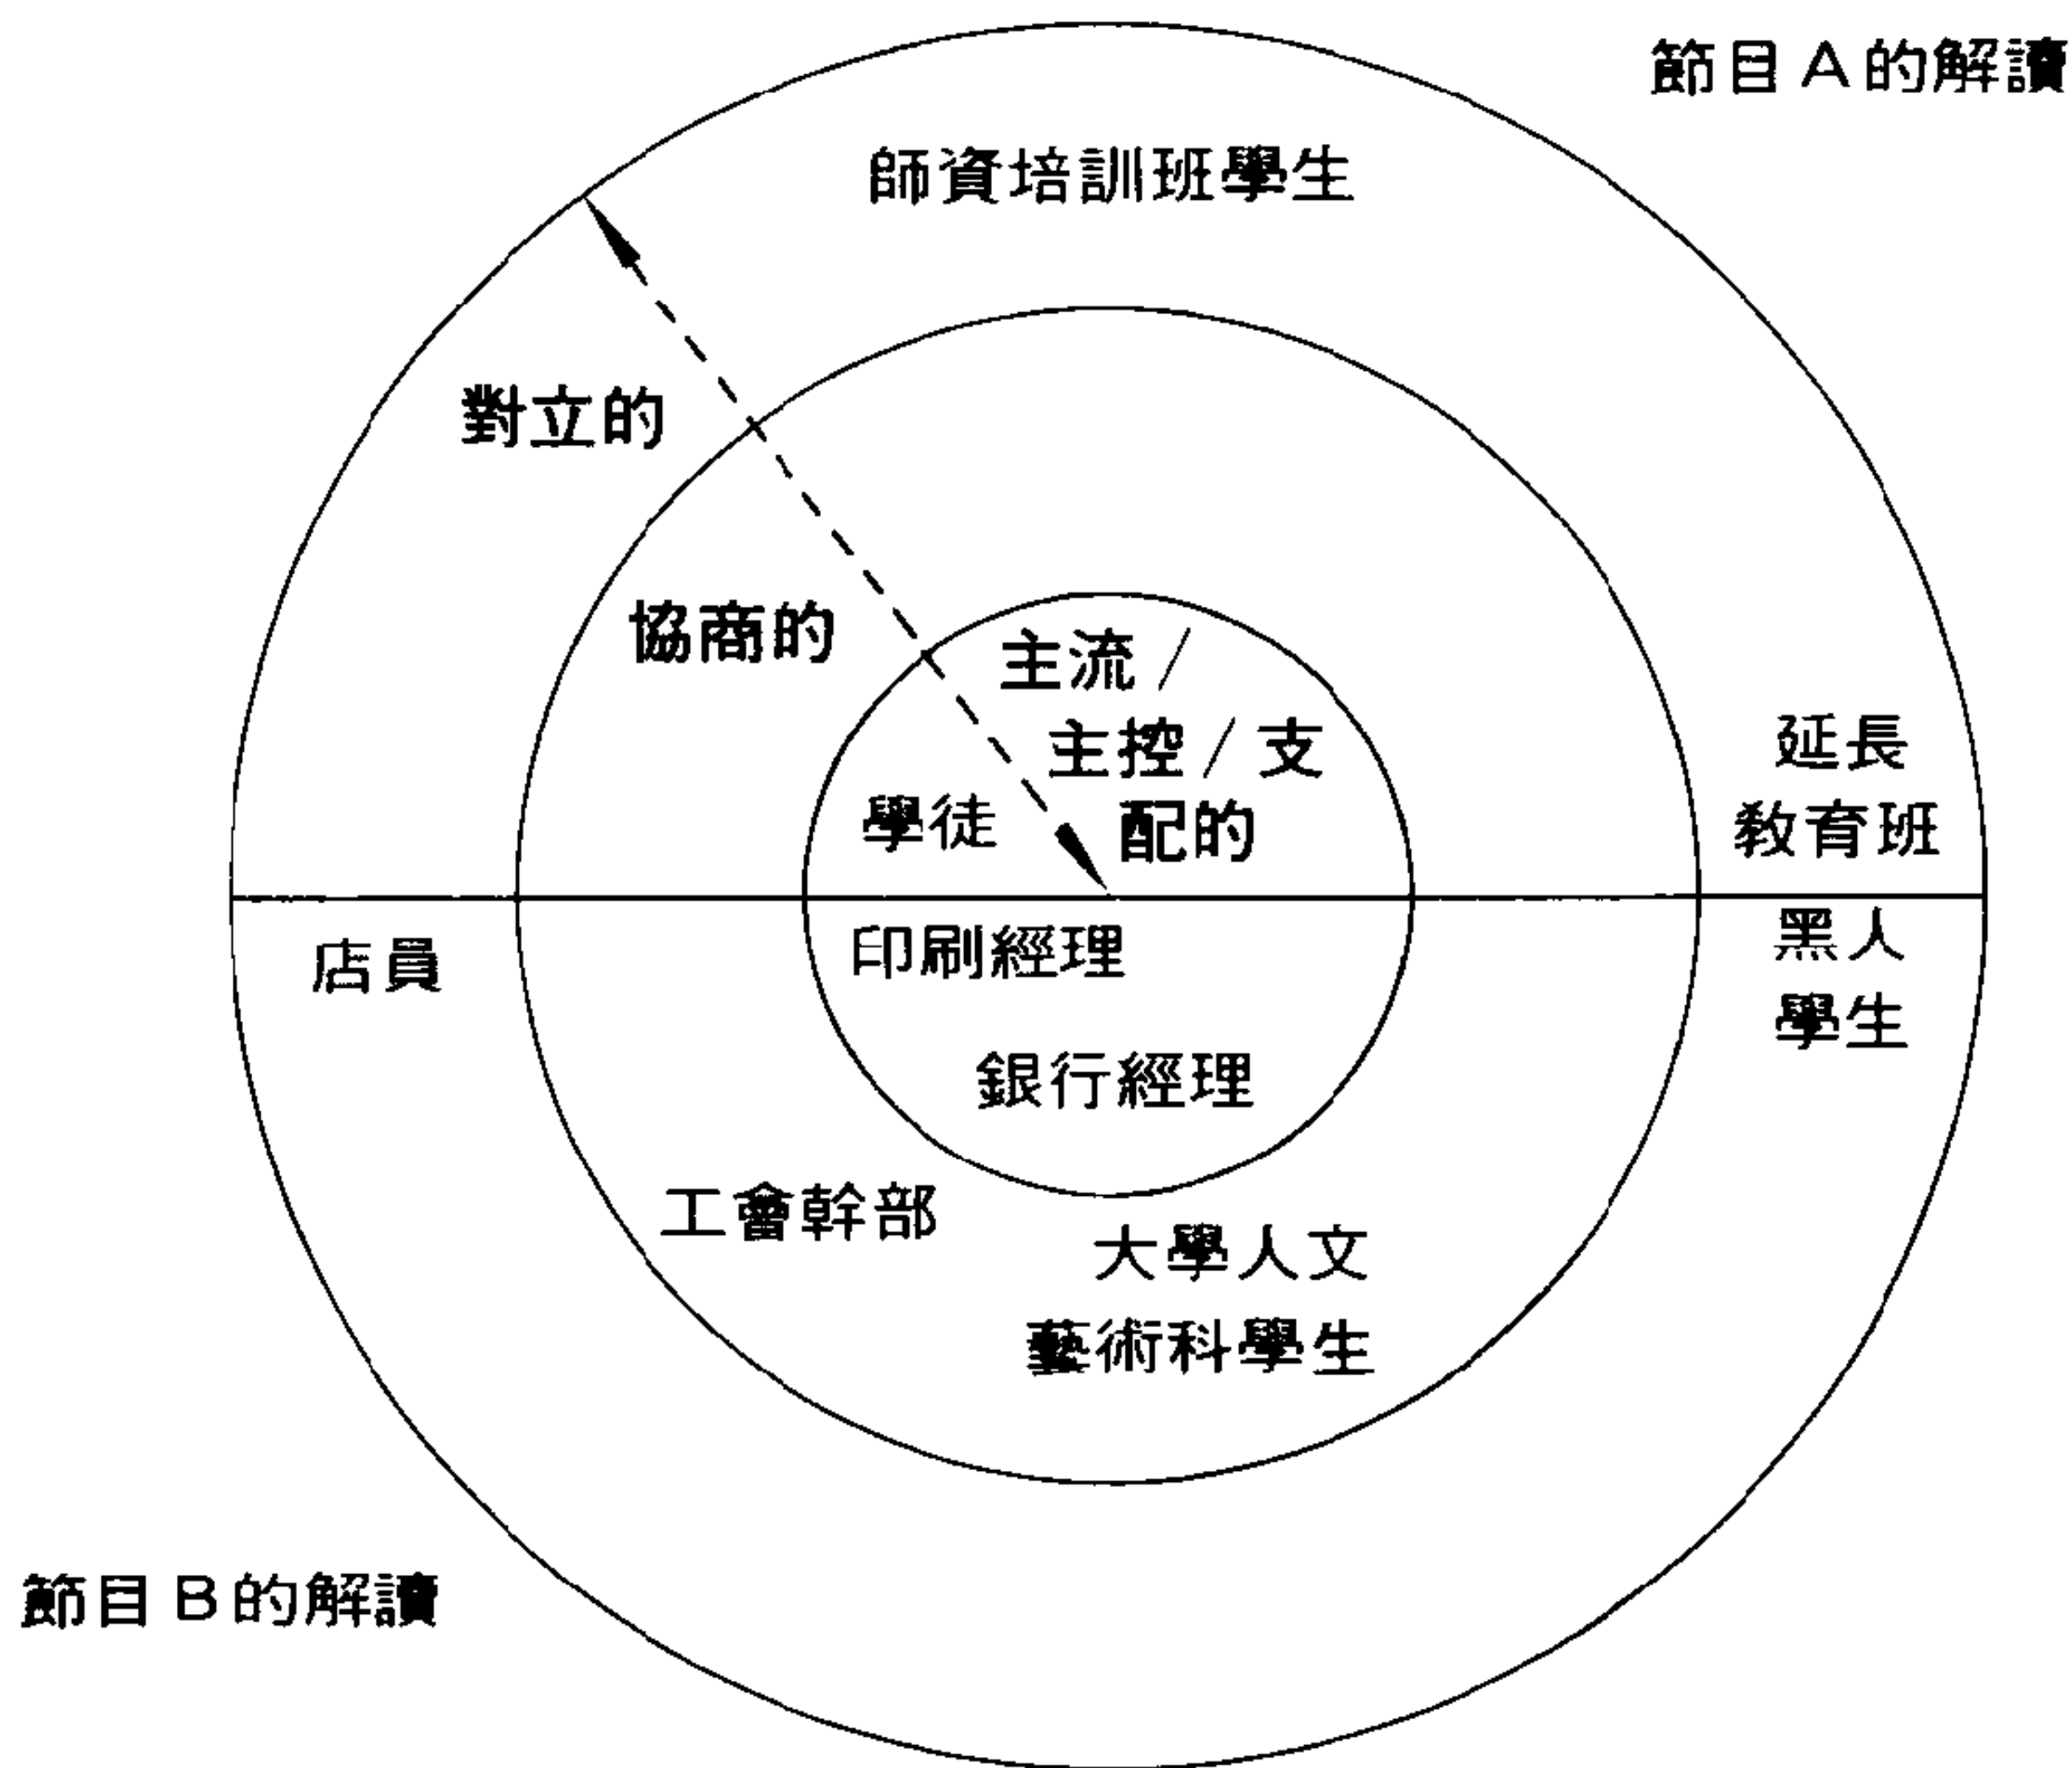 節目A的解讀
師資培訓班學生
對立的
協商的
主流/
主控/支
配的
學徒
延長
教育班
店員
印刷經理
黑人
學生
銀行經理
工會幹部
大學人文
藝術科學生
節目B的解讀